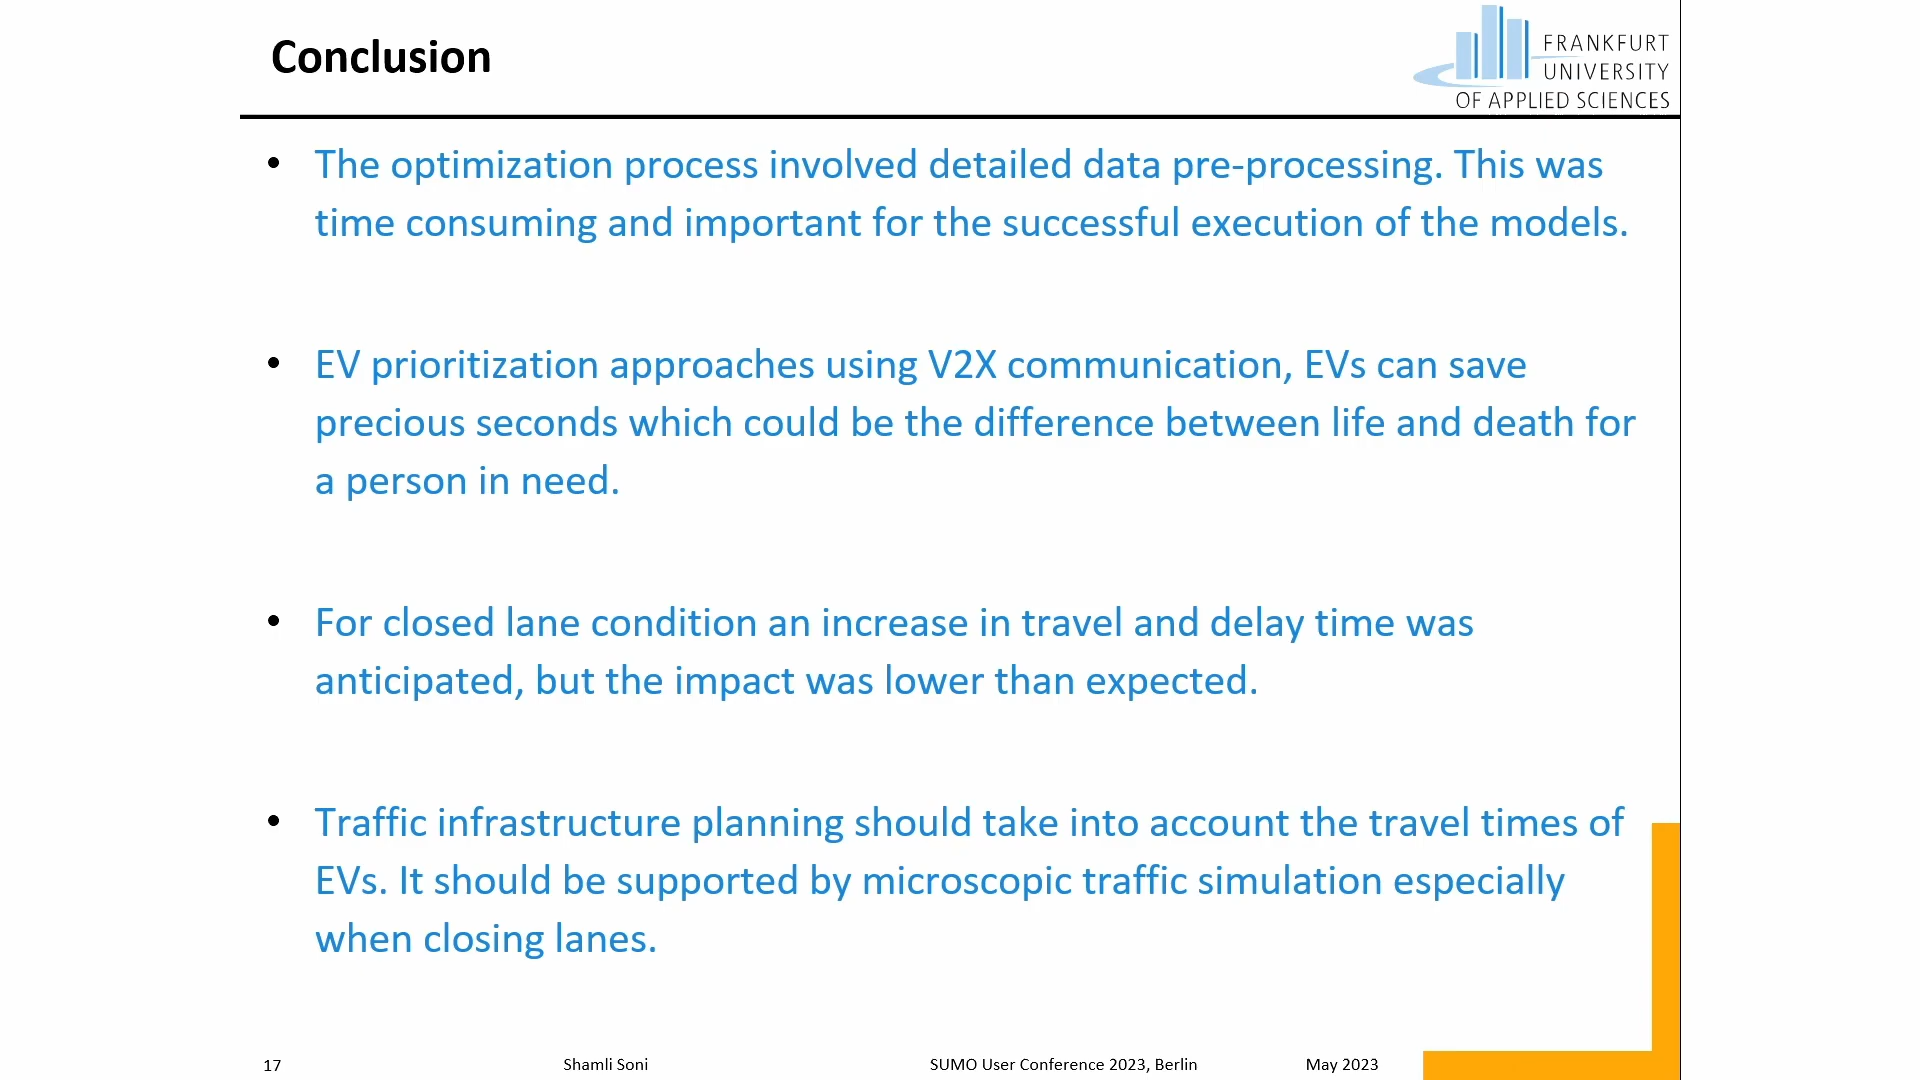 Conclusion
FRANKFURT
UNIVERSITY
OF APPLIED SCIENCES
• The optimization process involved detailed data pre-processing. This was
time consuming and important for the successful execution of the models.
• EV prioritization approaches using V2X communication, EVs can save
precious seconds which could be the difference between life and death for
a person in need.
• For closed lane condition an increase in travel and delay time was
anticipated, but the impact was lower than expected.
• Traffic infrastructure planning should take into account the travel times of
EVs. It should be supported by microscopic traffic simulation especially
when closing lanes.
17 Shamli Soni SUMO User Conference 2023, Berlin May 2023